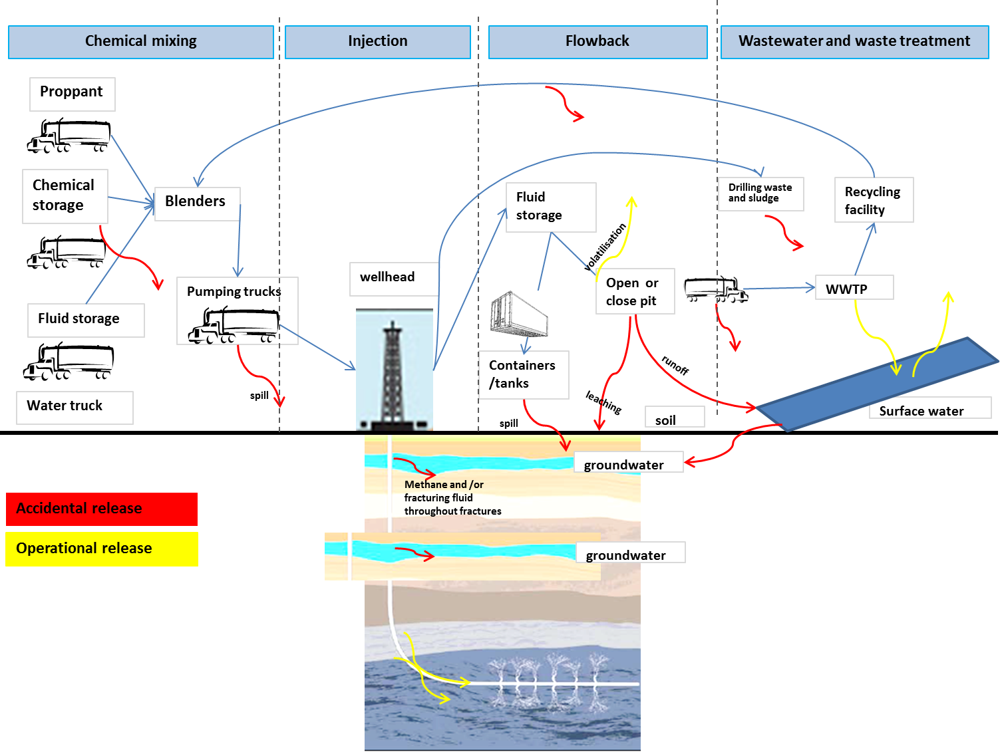 Chemical mixing
Injection
Flowback
Wastewater and waste treatment
Proppant
Chemical
storage
Blenders
Fluid storage
Water truck
Pumping trucks
spill
wellhead
Fluid
storage
volatilisation
Open or
close pit
Containers
/tanks
spill
leaching
runoff
soil
Drilling waste
and sludge
Recycling
facility
WWTP
Surface water
groundwater
Methane and /or
fracturing fluid
throughout fractures
groundwater
Accidental release
Operational release